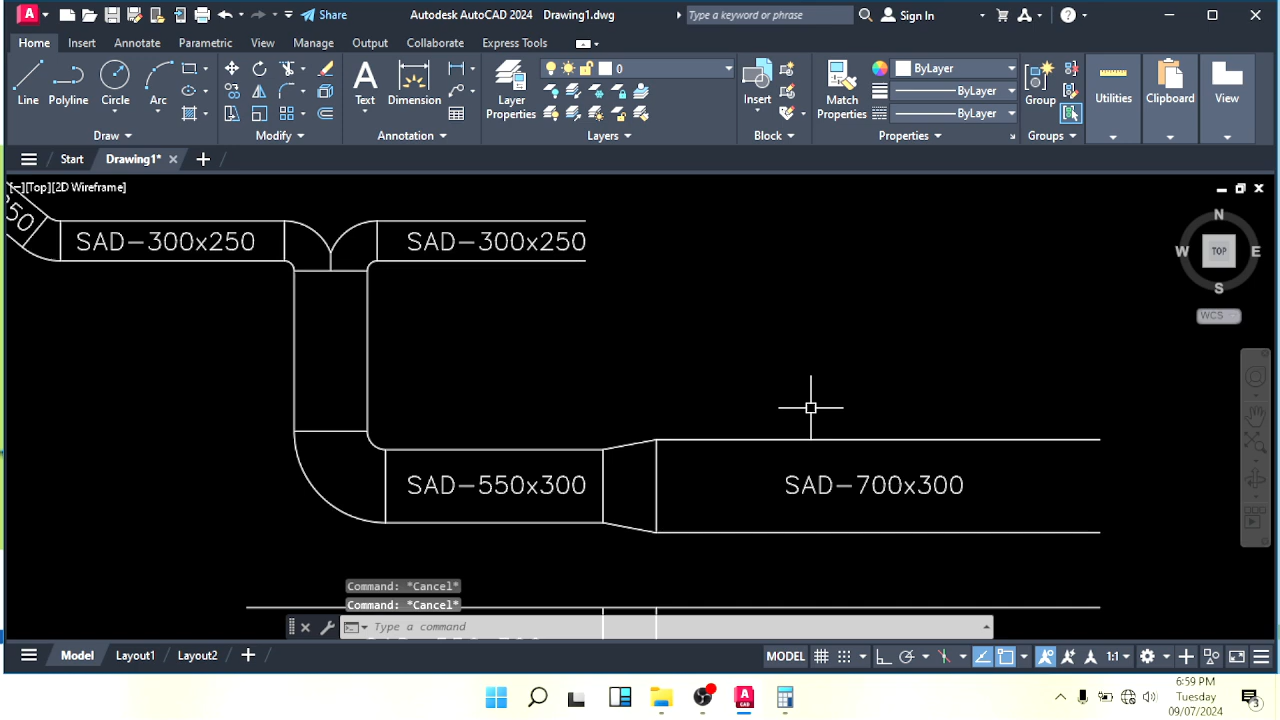 Share
Autodesk AutoCAD 2024 Drawing1.dwg
Type a keyword or phrase
Sign In
Home Insert Annotate Parametric View Manage Output Collaborate Express Tools
Line Polyline Circle Arc
Text Dimension
Layer Properties
0
Insert
Match Properties
ByLayer
ByLayer
ByLayer
Group
Utilities
Clipboard
View
Draw Modify Annotation Layers Block Properties Groups
Start Drawing1*
[−][Top][2D Wireframe]
N
W TOP E
S
WCS
SAD-300x250 SAD-300x250
SAD-550x300 SAD-700x300
Command: *Cancel*
Command: *Cancel*
Type a command
Model Layout1 Layout2
MODEL 1:1
6:59 PM
Tuesday
09/07/2024
3